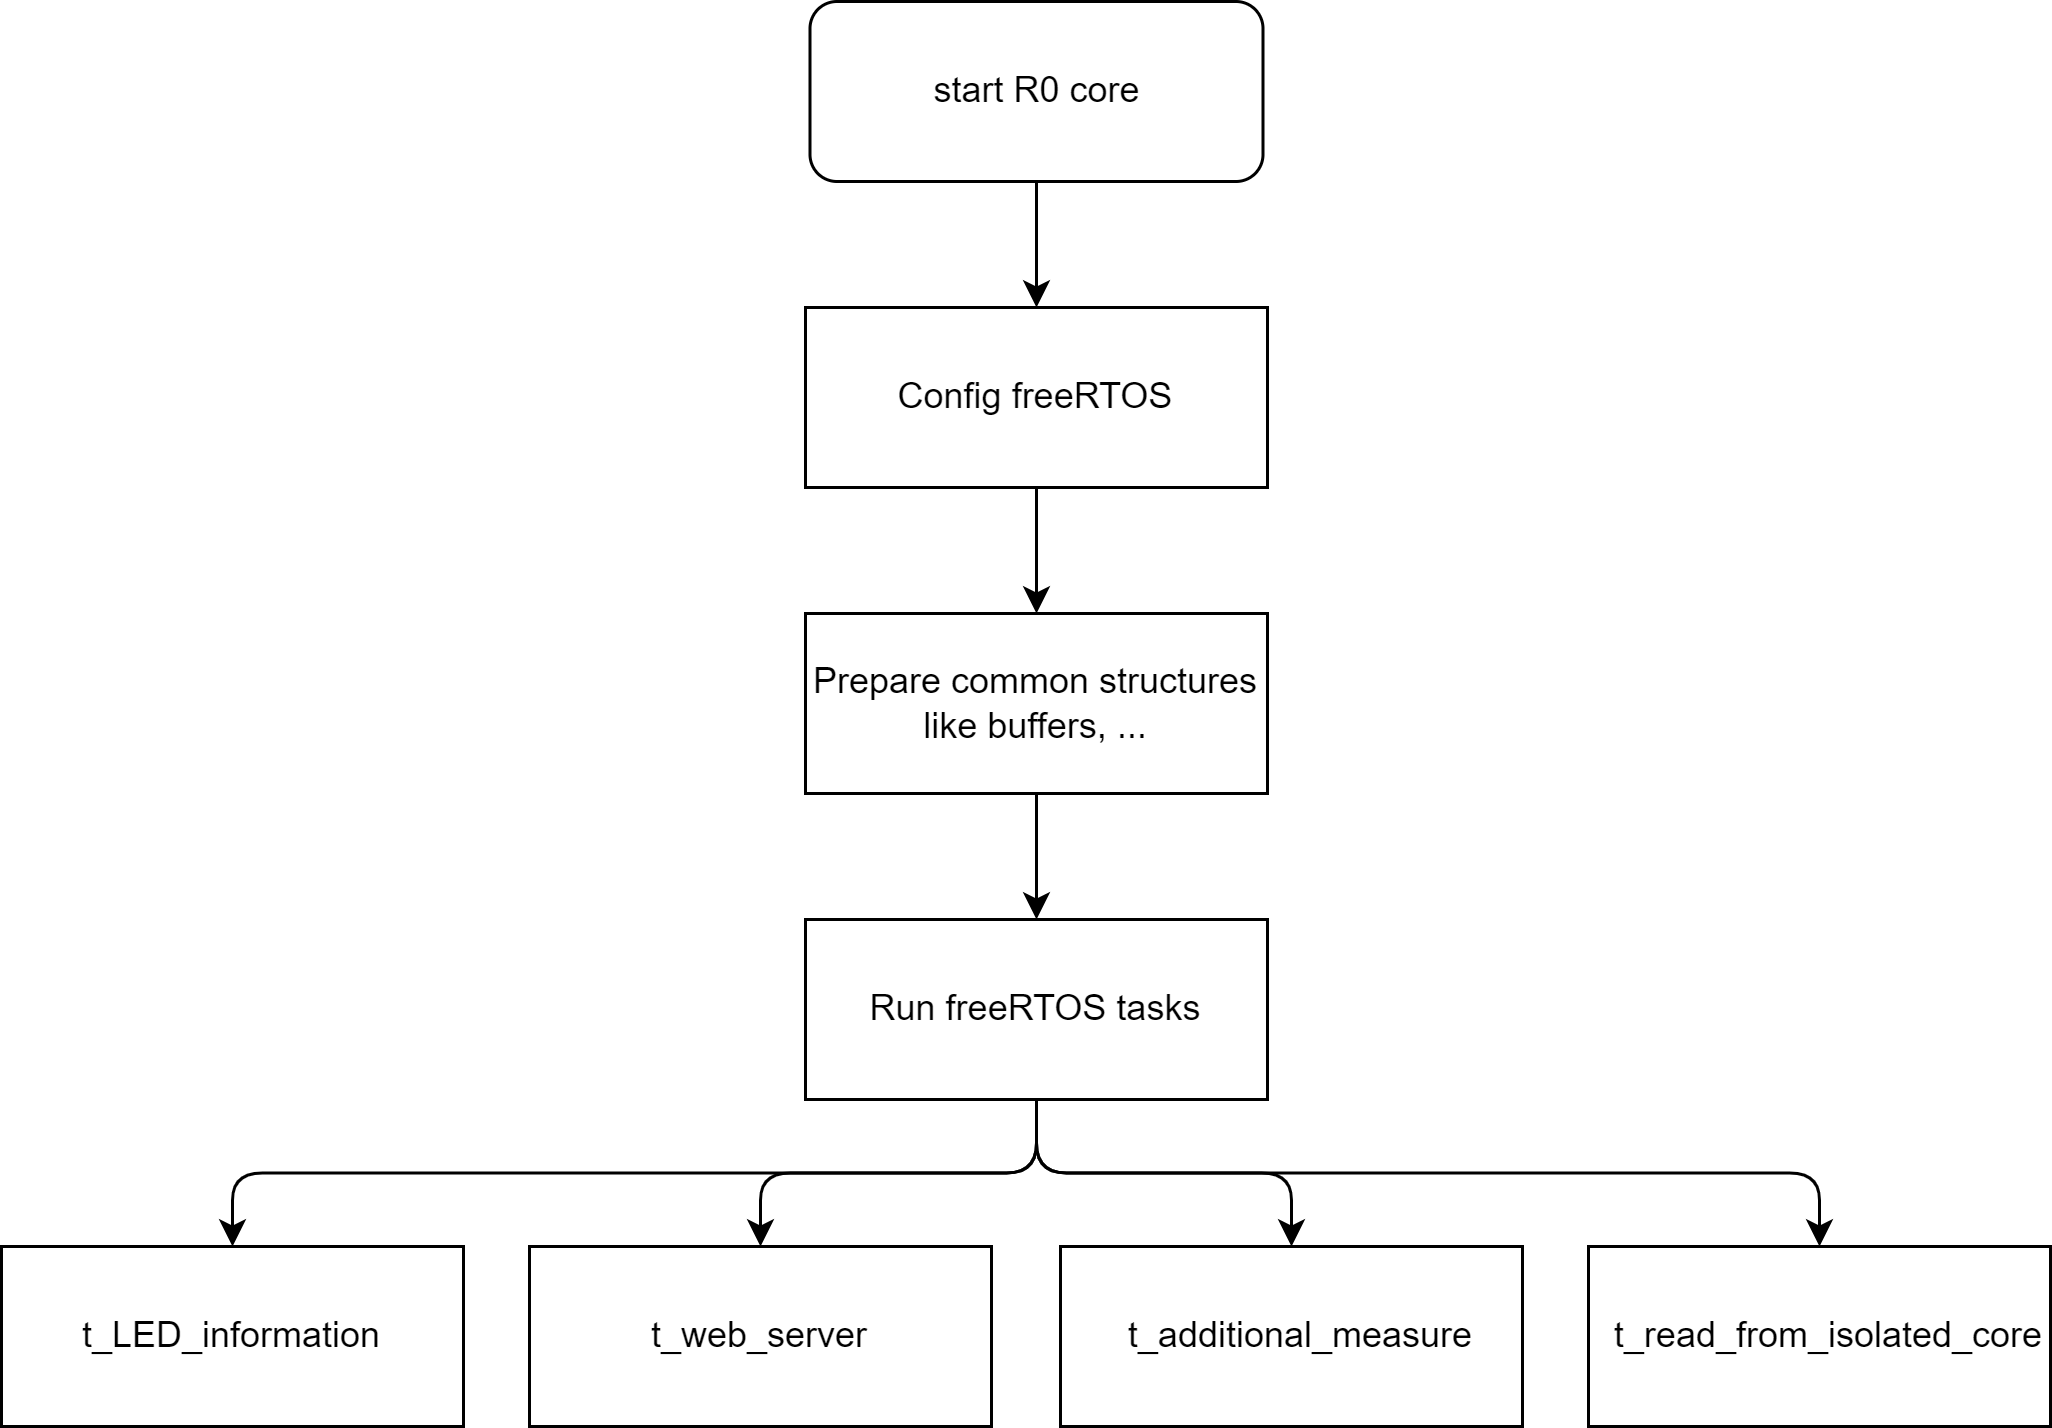 start R0 core
Config freeRTOS
Prepare common structures
like buffers, ...
Run freeRTOS tasks
t_LED_information
t_web_server
t_additional_measure
t_read_from_isolated_core